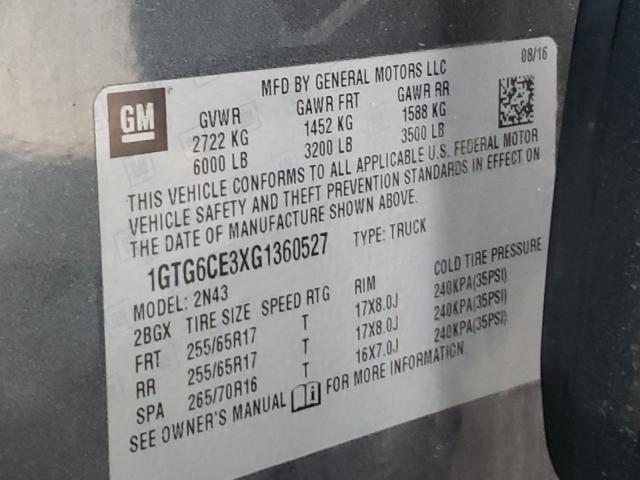 GM
MFD BY GENERAL MOTORS LLC 08/16
GVWR GAWR FRT GAWR RR
2722 KG 1452 KG 1588 KG
6000 LB 3200 LB 3500 LB
THIS VEHICLE CONFORMS TO ALL APPLICABLE U.S. FEDERAL MOTOR
VEHICLE SAFETY AND THEFT PREVENTION STANDARDS IN EFFECT ON
THE DATE OF MANUFACTURE SHOWN ABOVE.
1GTG6CE3XG1360527 TYPE: TRUCK
MODEL: 2N43
2BGX TIRE SIZE SPEED RTG RIM COLD TIRE PRESSURE
FRT 255/65R17 T 17X8.0J 240KPA(35PSI)
RR 255/65R17 T 17X8.0J 240KPA(35PSI)
SPA 265/70R16 T 16X7.0J 240KPA(35PSI)
SEE OWNER'S MANUAL FOR MORE INFORMATION